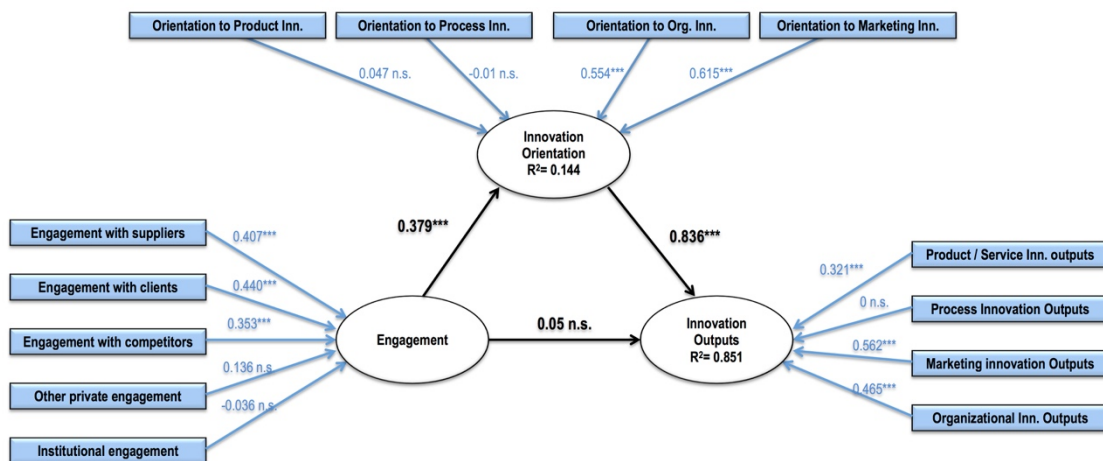 Orientation to Product Inn.
Orientation to Process Inn.
Orientation to Org. Inn.
Orientation to Marketing Inn.
0.047 n.s.
-0.01 n.s.
0.554***
0.615***
Innovation
Orientation
R²= 0.144
Engagement with suppliers
Engagement with clients
Engagement with competitors
Other private engagement
Institutional engagement
0.407***
0.440***
0.353***
0.136 n.s
-0.036 n.s.
Engagement
0.379***
0.836***
0.05 n.s.
Innovation
Outputs
R²= 0.851
0.321***
0 n.s.
0.562***
0.465***
Product / Service Inn. outputs
Process Innovation Outputs
Marketing innovation Outputs
Organizational Inn. Outputs